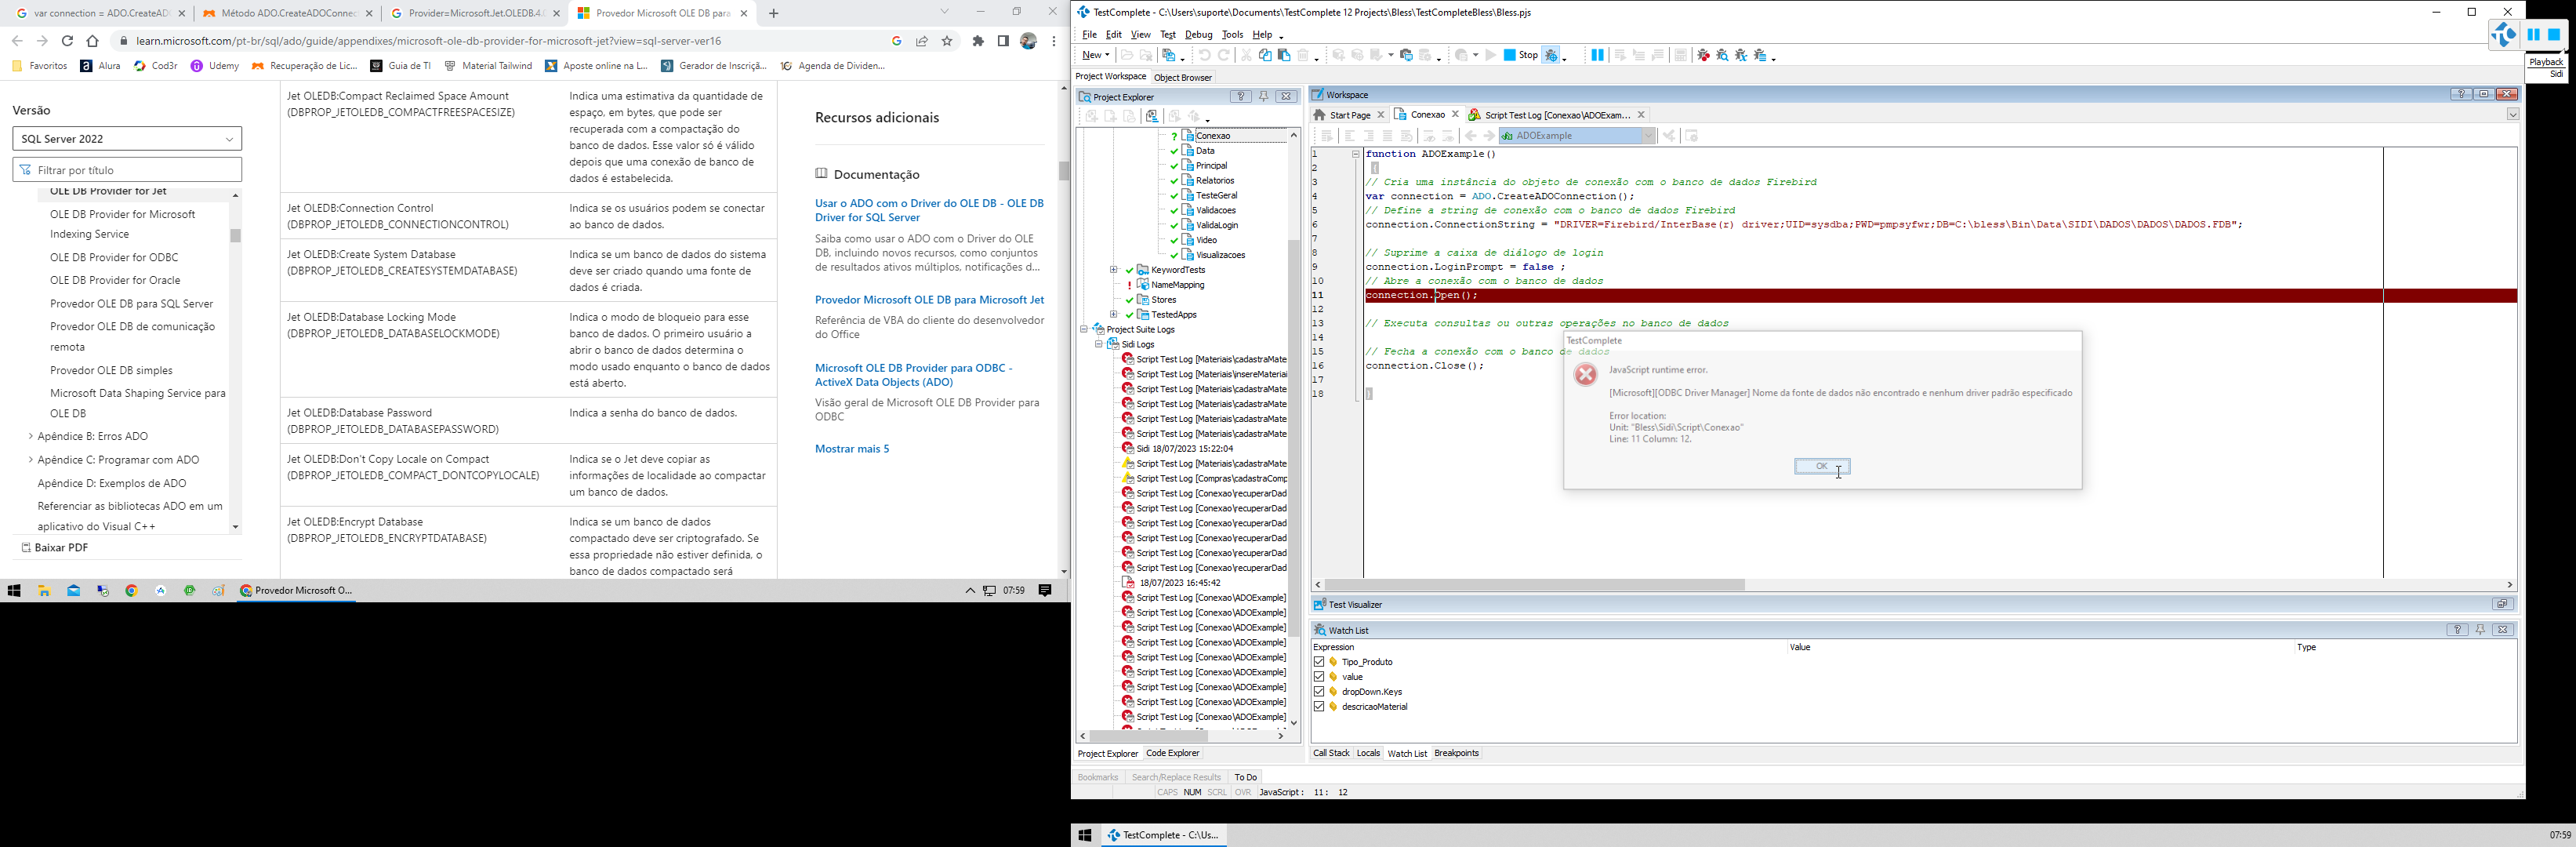 var connection = ADO.CreateADO
Método ADO.CreateADOConnec
Provider=Microsoft.Jet.OLEDB.4.
Provedor Microsoft OLE DB para
learn.microsoft.com/pt-br/sql/ado/guide/appendixes/microsoft-ole-db-provider-for-microsoft-jet?view=sql-server-ver16
Favoritos
Alura
Cod3r
Udemy
Recuperação de Lic...
Guia de TI
Material Tailwind
Aposte online na L...
Gerador de Inscriçã...
Agenda de Dividen...
Versão
SQL Server 2022
Filtrar por título
OLE DB Provider for Jet
OLE DB Provider for Microsoft
Indexing Service
OLE DB Provider for ODBC
OLE DB Provider for Oracle
Provedor OLE DB para SQL Server
Provedor OLE DB de comunicação
remota
Provedor OLE DB simples
Microsoft Data Shaping Service para
OLE DB
Apêndice B: Erros ADO
Apêndice C: Programar com ADO
Apêndice D: Exemplos de ADO
Referenciar as bibliotecas ADO em um
aplicativo do Visual C++
Baixar PDF
Jet OLEDB:Compact Reclaimed Space Amount
(DBPROP_JETOLEDB_COMPACTFREESPACESIZE)
Indica uma estimativa da quantidade de
espaço, em bytes, que pode ser
recuperada com a compactação do
banco de dados. Esse valor só é válido
depois que uma conexão de banco de
dados é estabelecida.
Jet OLEDB:Connection Control
(DBPROP_JETOLEDB_CONNECTIONCONTROL)
Indica se os usuários podem se conectar
ao banco de dados.
Jet OLEDB:Create System Database
(DBPROP_JETOLEDB_CREATESYSTEMDATABASE)
Indica se um banco de dados do sistema
deve ser criado quando uma fonte de
dados é criada.
Jet OLEDB:Database Locking Mode
(DBPROP_JETOLEDB_DATABASELOCKMODE)
Indica o modo de bloqueio para esse
banco de dados. O primeiro usuário a
abrir o banco de dados determina o
modo usado enquanto o banco de dados
está aberto.
Jet OLEDB:Database Password
(DBPROP_JETOLEDB_DATABASEPASSWORD)
Indica a senha do banco de dados.
Jet OLEDB:Don't Copy Locale on Compact
(DBPROP_JETOLEDB_COMPACT_DONTCOPYLOCALE)
Indica se o Jet deve copiar as
informações de localidade ao compactar
um banco de dados.
Jet OLEDB:Encrypt Database
(DBPROP_JETOLEDB_ENCRYPTDATABASE)
Indica se um banco de dados
compactado deve ser criptografado. Se
essa propriedade não estiver definida, o
banco de dados compactado será
Recursos adicionais
Documentação
Usar o ADO com o Driver do OLE DB - OLE DB
Driver for SQL Server
Saiba como usar o ADO com o Driver do OLE
DB, incluindo novos recursos, como conjuntos
de resultados ativos múltiplos, notificações d...
Provedor Microsoft OLE DB para Microsoft Jet
Referência de VBA do cliente do desenvolvedor
do Office
Microsoft OLE DB Provider para ODBC -
ActiveX Data Objects (ADO)
Visão geral de Microsoft OLE DB Provider para
ODBC
Mostrar mais 5
Provedor Microsoft O...
07:59
TestComplete - C:\Users\suporte\Documents\TestComplete 12 Projects\Bless\TestCompleteBless\Bless.pjs
File Edit View Test Debug Tools Help
New
Stop
Playback
Sidi
Project Workspace
Object Browser
Project Explorer
Conexao
Data
Principal
Relatorios
TesteGeral
Validacoes
ValidaLogin
Video
Visualizacoes
KeywordTests
NameMapping
Stores
TestedApps
Project Suite Logs
Sidi Logs
Script Test Log [Materiais\cadastraMate
Script Test Log [Materiais\insereMateria
Script Test Log [Materiais\cadastraMate
Script Test Log [Materiais\cadastraMate
Script Test Log [Materiais\cadastraMate
Script Test Log [Materiais\cadastraMate
Sidi 18/07/2023 15:22:04
Script Test Log [Materiais\cadastraMate
Script Test Log [Compras\cadastraComp
Script Test Log [Conexao\recuperarDad
Script Test Log [Conexao\recuperarDad
Script Test Log [Conexao\recuperarDad
Script Test Log [Conexao\recuperarDad
Script Test Log [Conexao\recuperarDad
Script Test Log [Conexao\recuperarDad
18/07/2023 16:45:42
Script Test Log [Conexao\ADOExample]
Script Test Log [Conexao\ADOExample]
Script Test Log [Conexao\ADOExample]
Script Test Log [Conexao\ADOExample]
Script Test Log [Conexao\ADOExample]
Script Test Log [Conexao\ADOExample]
Script Test Log [Conexao\ADOExample]
Script Test Log [Conexao\ADOExample]
Script Test Log [Conexao\ADOExample]
Project Explorer
Code Explorer
Workspace
Start Page
Conexao
Script Test Log [Conexao\ADOExam...
ADOExample
1 function ADOExample()
2 {
3 // Cria uma instância do objeto de conexão com o banco de dados Firebird
4 var connection = ADO.CreateADOConnection();
5 // Define a string de conexão com o banco de dados Firebird
6 connection.ConnectionString = "DRIVER=Firebird/InterBase(r) driver;UID=sysdba;PWD=pmpsyfwr;DB=C:\bless\Bin\Data\SIDI\DADOS\DADOS\DADOS.FDB";
7
8 // Suprime a caixa de diálogo de login
9 connection.LoginPrompt = false ;
10 // Abre a conexão com o banco de dados
11 connection.Open();
12
13 // Executa consultas ou outras operações no banco de dados
14
15 // Fecha a conexão com o banco de dados
16 connection.Close();
17
18 }
TestComplete
JavaScript runtime error.
[Microsoft][ODBC Driver Manager] Nome da fonte de dados não encontrado e nenhum driver padrão especificado
Error location:
Unit: "Bless\Sidi\Script\Conexao"
Line: 11 Column: 12.
OK
Test Visualizer
Watch List
Expression Value Type
Tipo_Produto
value
dropDown.Keys
descricaoMaterial
Call Stack Locals Watch List Breakpoints
Bookmarks Search/Replace Results To Do
CAPS NUM SCRL OVR JavaScript : 11 : 12
TestComplete - C:\Us...
07:59